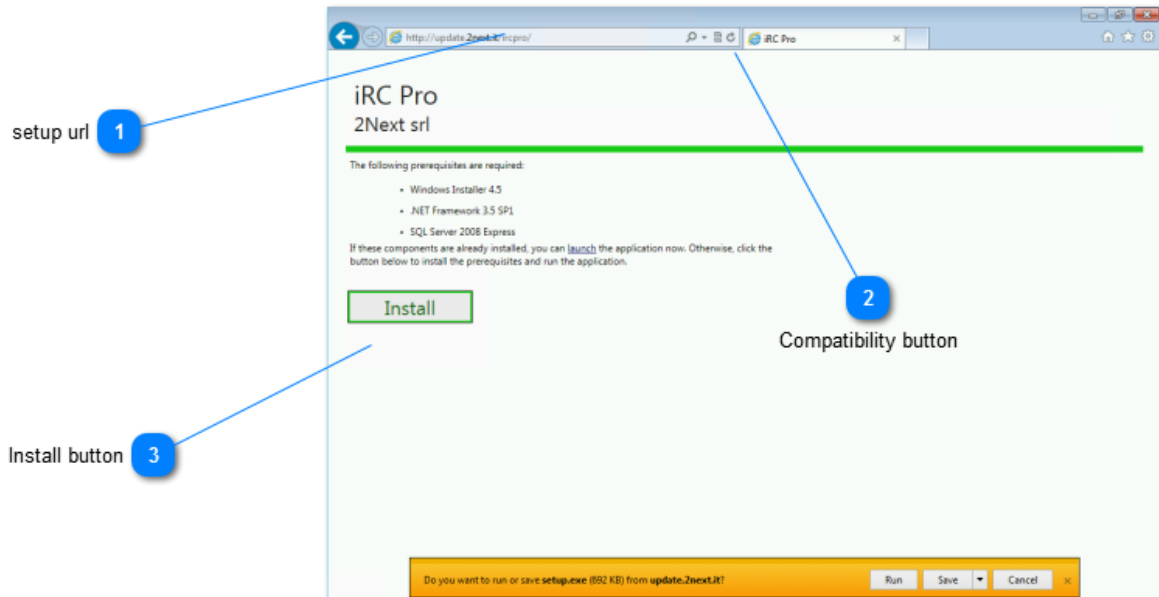 http://update.2next.it/ircpro/
iRC Pro
iRC Pro
2Next srl
setup url 1
The following prerequisites are required:
• Windows Installer 4.5
• .NET Framework 3.5 SP1
• SQL Server 2008 Express
If these components are already installed, you can launch the application now. Otherwise, click the
button below to install the prerequisites and run the application.
Install
2
Compatibility button
Install button 3
Do you want to run or save setup.exe (692 KB) from update.2next.it?
Run Save Cancel